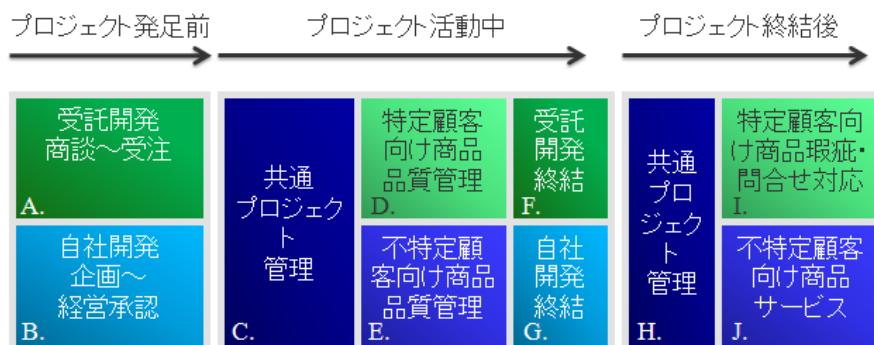 プロジェクト発足前
プロジェクト活動中
プロジェクト終結後
受託開発
商談～受注
A.
自社開発
企画～
経営承認
B.
共通
プロジェク
ト
管理
C.
特定顧客
向け商品
品質管理
D.
不特定顧
客向け商品
品質管理
E.
受託
開発
終結
F.
自社
開発
終結
G.
共通
プロ
ジェク
ト
管理
H.
特定顧客向
け商品瑕疵・
問合せ対応
I.
不特定顧客
向け商品
サービス
J.